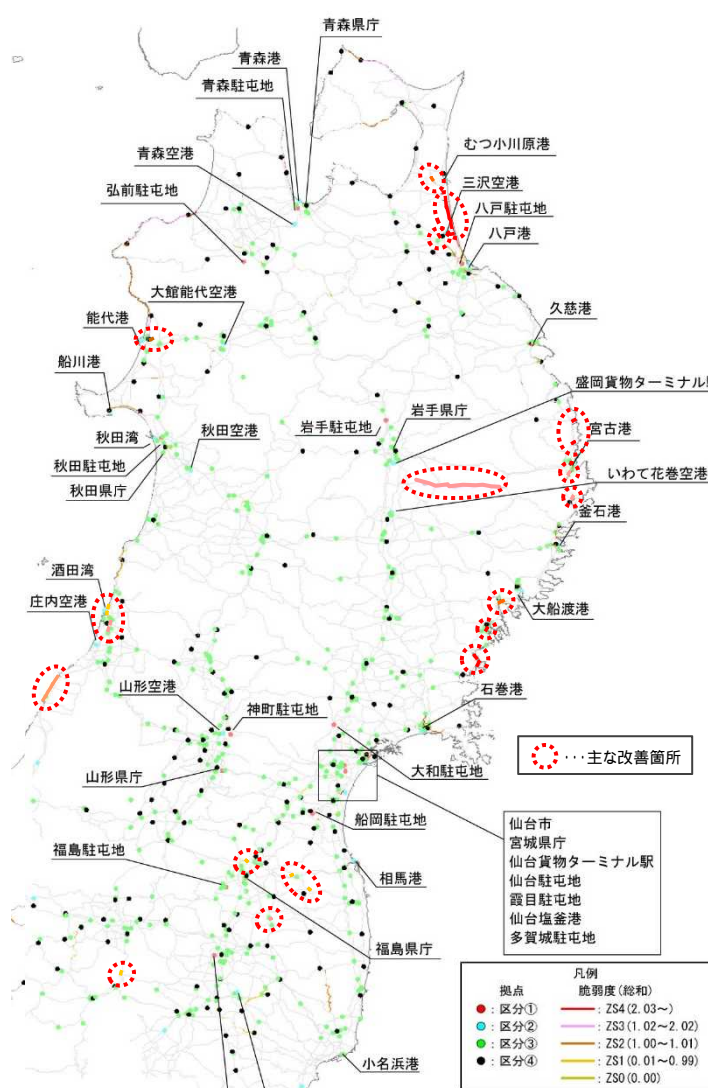 青森県庁
青森港
青森駐屯地
むつ小川原港
青森空港
三沢空港
弘前駐屯地
八戸駐屯地
八戸港
大館能代空港
能代港
久慈港
船川港
盛岡貨物ターミナル駅
岩手県庁
岩手駐屯地
宮古港
秋田湾
秋田空港
秋田駐屯地
いわて花巻空港
秋田県庁
釜石港
酒田湾
庄内空港
大船渡港
山形空港
石巻港
神町駐屯地
･･･主な改善箇所
山形県庁
大和駐屯地
船岡駐屯地
仙台市
宮城県庁
仙台貨物ターミナル駅
仙台駐屯地
霞目駐屯地
仙台塩釜港
多賀城駐屯地
福島駐屯地
相馬港
福島県庁
小名浜港
凡例
拠点 脆弱度(総和)
：区分① ：ZS4(2.03～)
：区分② ：ZS3(1.02～2.02)
：区分③ ：ZS2(1.00～1.01)
：区分④ ：ZS1(0.01～0.99)
：ZS0(0.00)